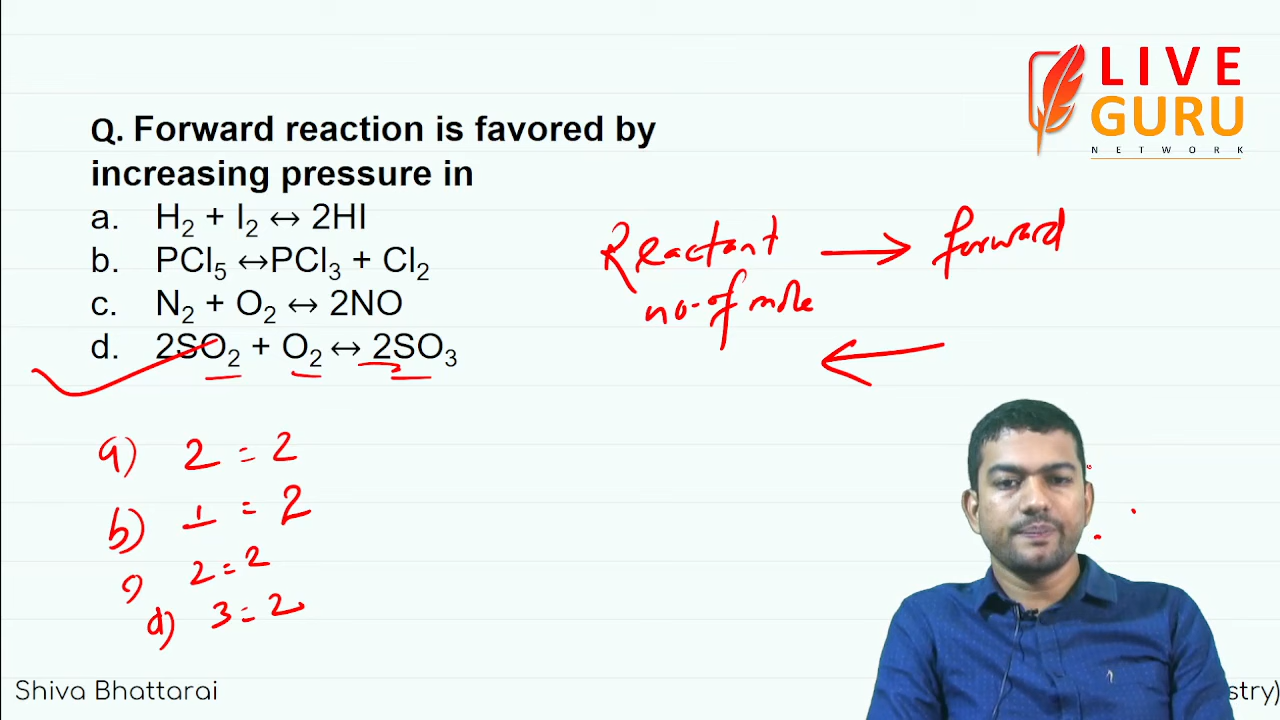 LIVE
GURU
NETWORK
Q. Forward reaction is favored by
increasing pressure in
a. H₂ + I₂ ↔ 2HI
b. PCl₅ ↔PCl₃ + Cl₂
c. N₂ + O₂ ↔ 2NO
d. 2SO₂ + O₂ ↔ 2SO₃
Reactant → forward
no. of mole
←
a) 2 = 2
b) 1 = 2
2 = 2
d) 3 = 2
Shiva Bhattarai
stry)